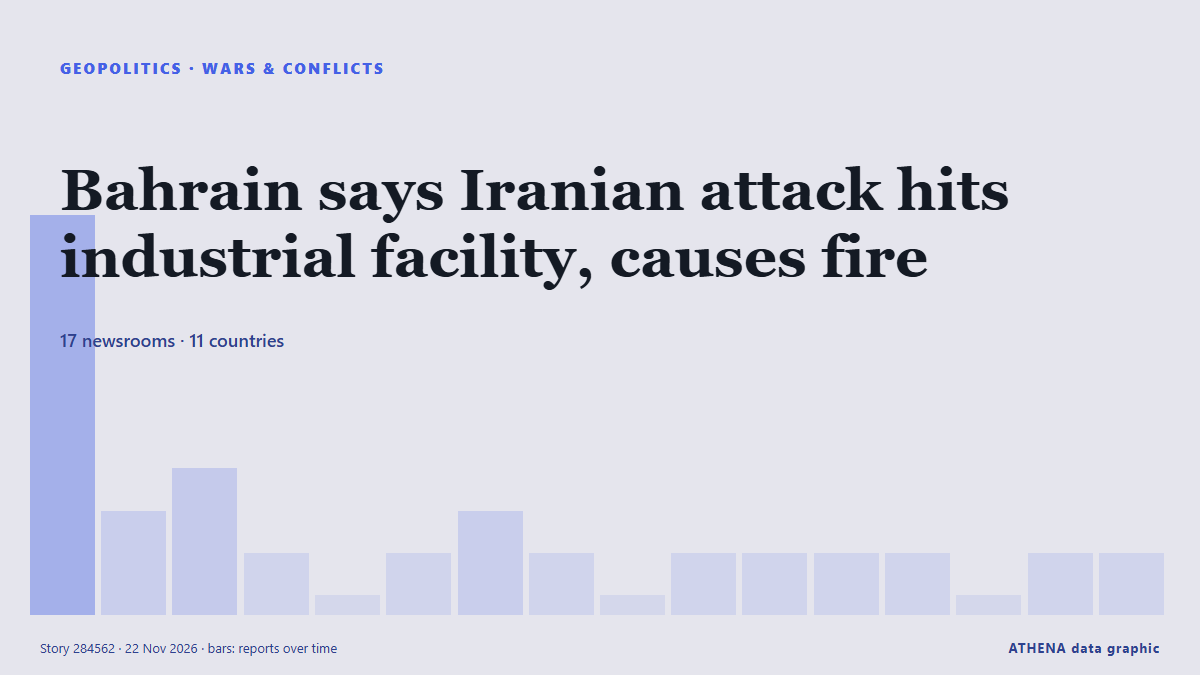 GEOPOLITICS · WARS & CONFLICTS
Bahrain says Iranian attack hits
industrial facility, causes fire
17 newsrooms · 11 countries
Story 284562 · 22 Nov 2026 · bars: reports over time
ATHENA data graphic